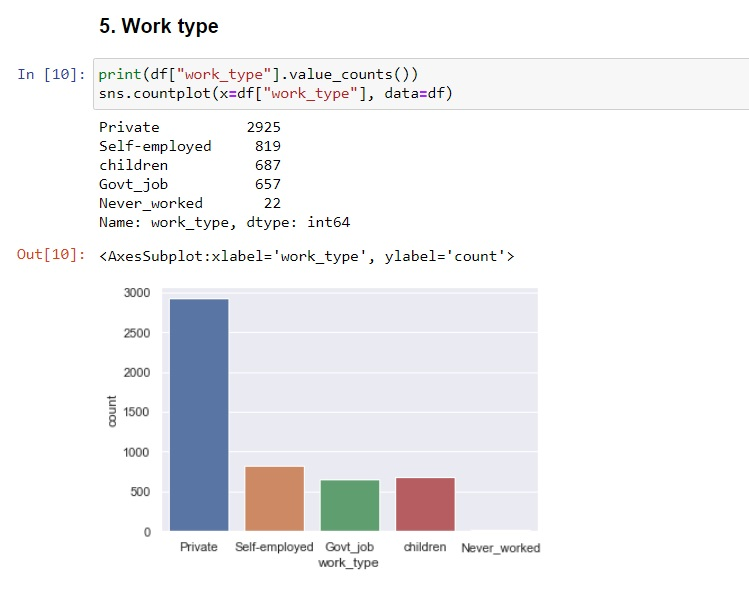 5. Work type
In [10]: print(df["work_type"].value_counts())
sns.countplot(x=df["work_type"], data=df)
Private 2925
Self-employed 819
children 687
Govt_job 657
Never_worked 22
Name: work_type, dtype: int64
Out[10]: <AxesSubplot:xlabel='work_type', ylabel='count'>
3000
2500
2000
1500
1000
500
0
count
Private Self-employed Govt_job children Never_worked
work_type